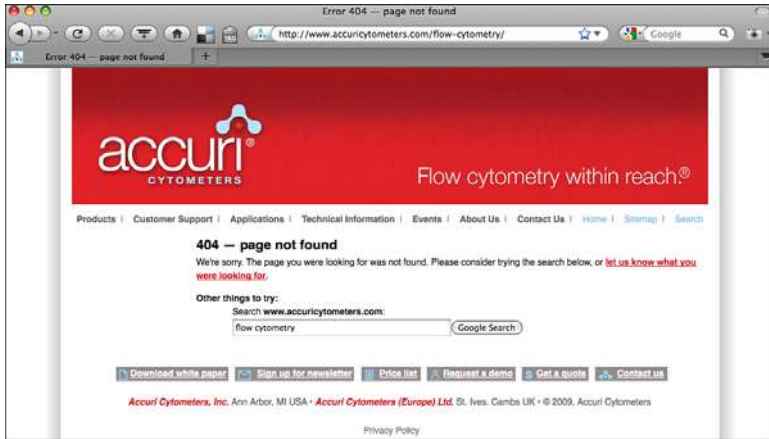 Error 404 — page not found
http://www.accuricytometers.com/flow-cytometry/
Google
Error 404 — page not found
accuri®
CYTOMETERS
Flow cytometry within reach.®
Products | Customer Support | Applications | Technical Information | Events | About Us | Contact Us | Home | Sitemap | Search
404 — page not found
We're sorry. The page you were looking for was not found. Please consider trying the search below, or let us know what you
were looking for.
Other things to try:
Search www.accuricytometers.com:
flow cytometry
Google Search
Download white paper Sign up for newsletter Price list Request a demo Get a quote Contact us
Accuri Cytometers, Inc. Ann Arbor, MI USA • Accuri Cytometers (Europe) Ltd. St. Ives. Cambs UK • © 2009, Accuri Cytometers
Privacy Policy